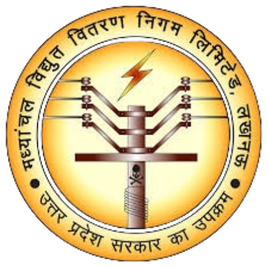 मध्यांचल विद्युत वितरण निगम लिमिटेड, लखनऊ
उत्तर प्रदेश सरकार का उपक्रम